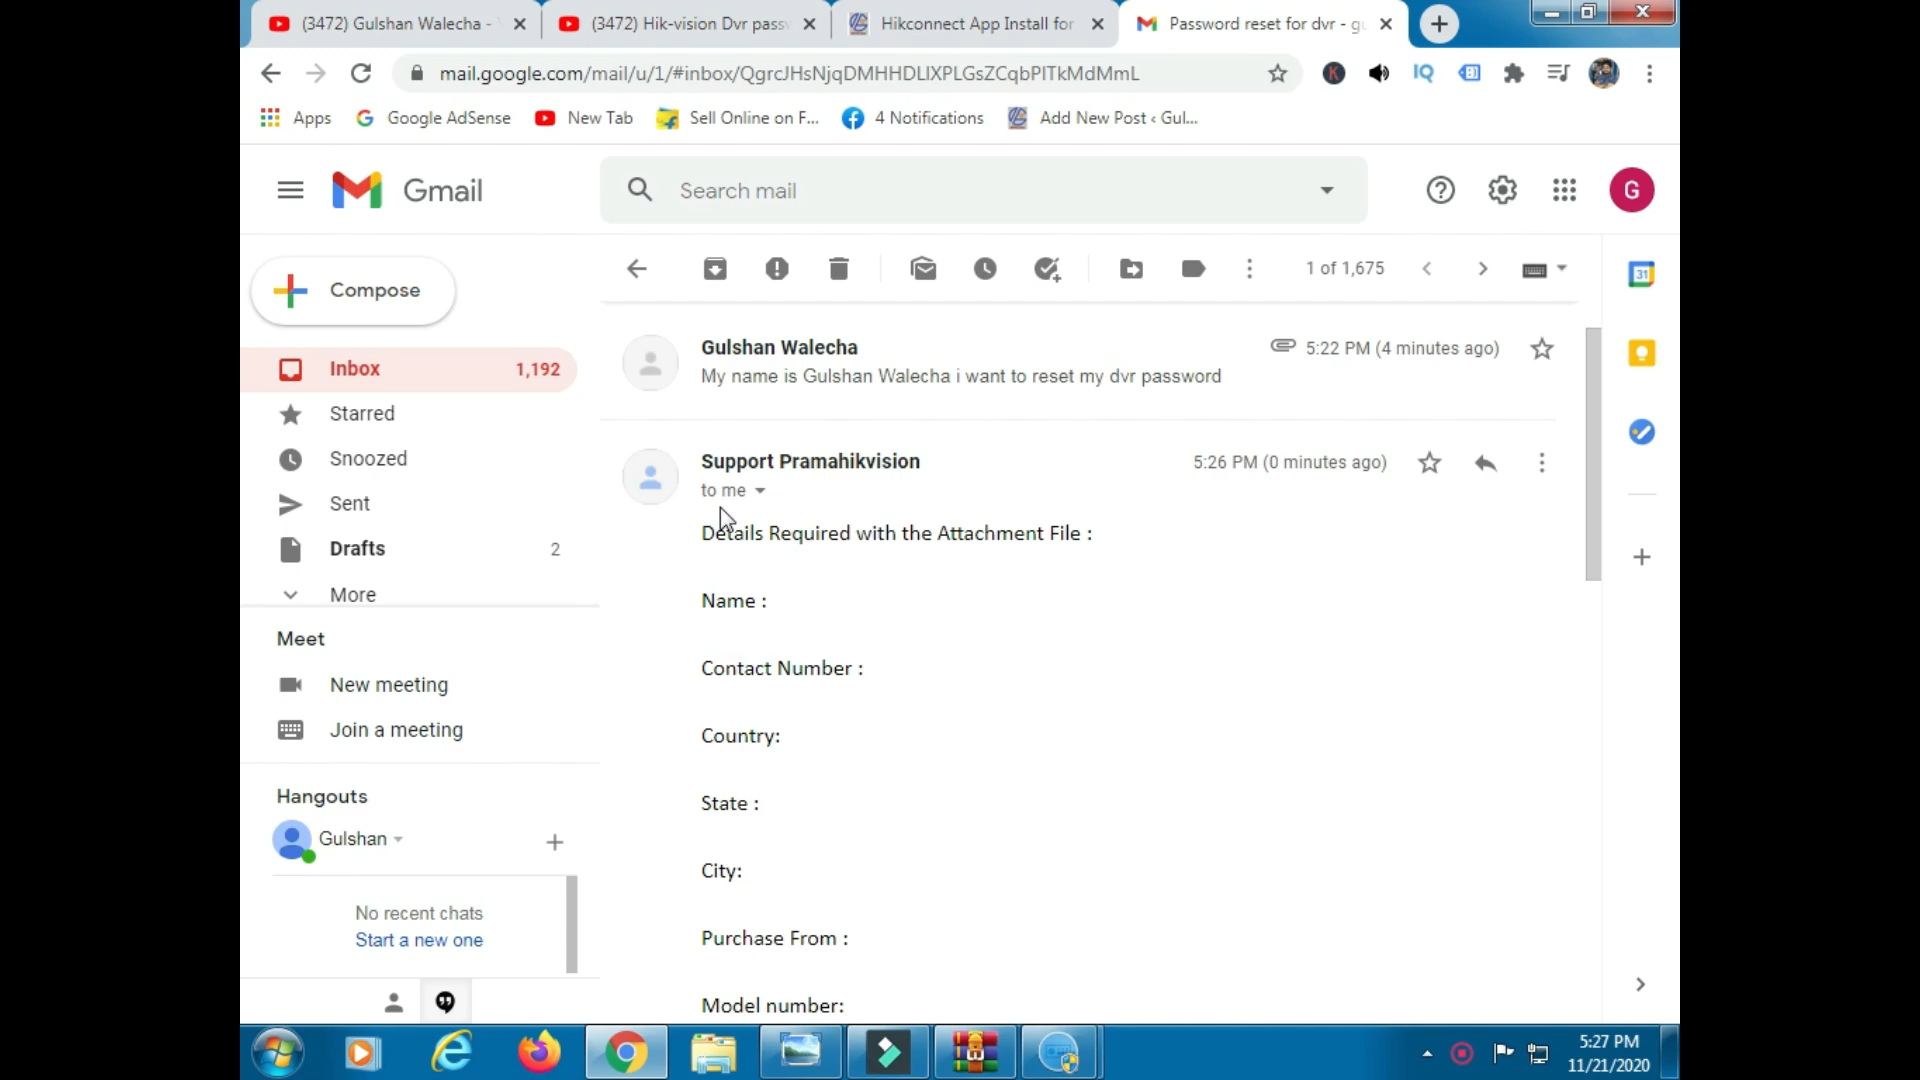 (3472) Gulshan Walecha -
(3472) Hik-vision Dvr passw
Hikconnect App Install for
Password reset for dvr - gu
mail.google.com/mail/u/1/#inbox/QgrcJHsNjqDMHHDLlXPLGsZCqbPlTkMdMmL
K
IQ
Apps
Google AdSense
New Tab
Sell Online on F...
4 Notifications
Add New Post ‹ Gul...
Gmail
Search mail
G
Compose
1 of 1,675
31
Inbox 1,192
Starred
Snoozed
Sent
Drafts 2
More
Meet
New meeting
Join a meeting
Hangouts
Gulshan
No recent chats
Start a new one
Gulshan Walecha
5:22 PM (4 minutes ago)
My name is Gulshan Walecha i want to reset my dvr password
Support Pramahikvision
5:26 PM (0 minutes ago)
to me
Details Required with the Attachment File :
Name :
Contact Number :
Country:
State :
City:
Purchase From :
Model number:
5:27 PM
11/21/2020